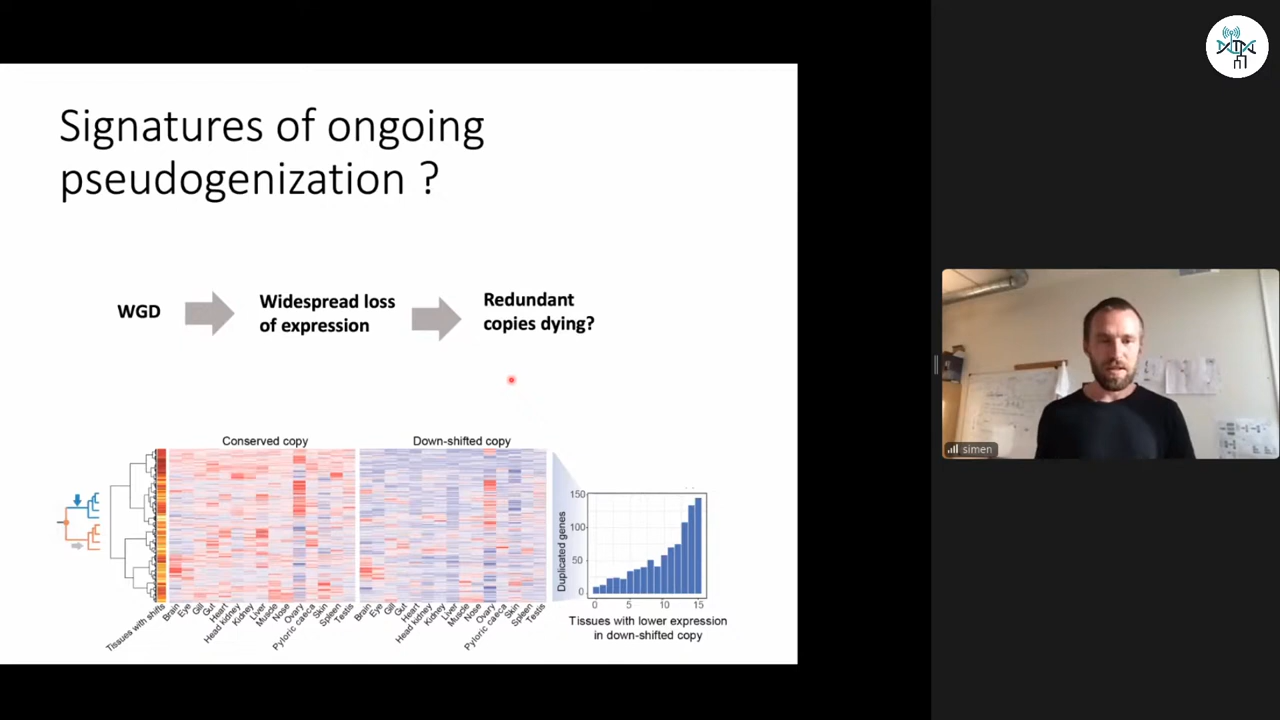 Signatures of ongoing
pseudogenization ?
WGD
Widespread loss
of expression
Redundant
copies dying?
Conserved copy
Down-shifted copy
Tissues with shifts
Brain
Eye
Gill
Gut
Heart
Head kidney
Kidney
Liver
Muscle
Nose
Ovary
Pyloric caeca
Skin
Spleen
Testis
Brain
Eye
Gill
Gut
Heart
Head kidney
Kidney
Liver
Muscle
Nose
Ovary
Pyloric caeca
Skin
Spleen
Testis
Duplicated genes
150
100
50
0
0 5 10 15
Tissues with lower expression
in down-shifted copy
simen